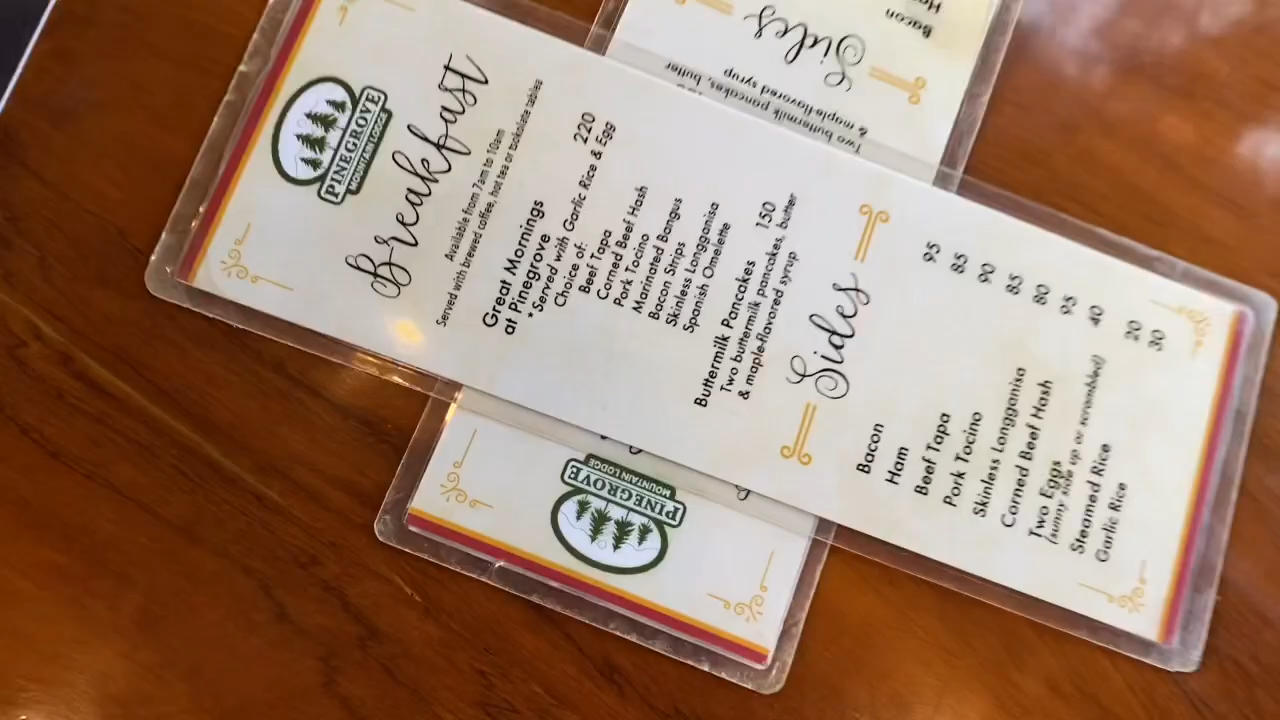 PINEGROVE
MOUNTAIN LODGE
Breakfast
Available from 7am to 10am
Served with brewed coffee, hot tea or tsokolate tablea
Great Mornings
at Pinegrove 220
*Served with Garlic Rice & Egg
Choice of:
Beef Tapa
Corned Beef Hash
Pork Tocino
Marinated Bangus
Bacon Strips
Skinless Longganisa
Spanish Omelette
Buttermilk Pancakes 150
Two buttermilk pancakes, butter
& maple-flavored syrup
Sides
Bacon 95
Ham 85
Beef Tapa 90
Pork Tocino 85
Skinless Longganisa 80
Corned Beef Hash 95
Two Eggs 40
(sunny side up or scrambled)
Steamed Rice 20
Garlic Rice 30
Two buttermilk pancakes, butter
& maple-flavored syrup
Sides
Bacon
PINEGROVE
MOUNTAIN LODGE